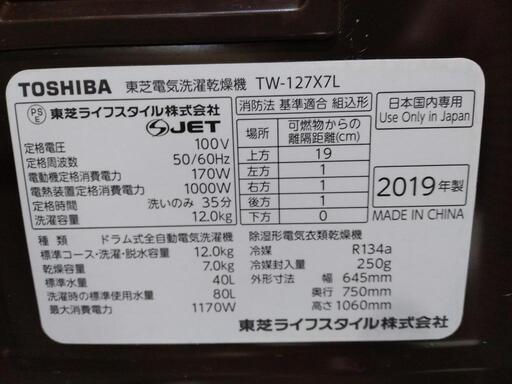 TOSHIBA 東芝電気洗濯乾燥機 TW-127X7L
PS E 東芝ライフスタイル株式会社
S JET
定格電圧 100V
定格周波数 50/60Hz
電動機定格消費電力 170W
電熱装置定格消費電力 1000W
定格時間 洗いのみ 35分
洗濯容量 12.0kg
消防法 基準適合 組込形
場所 可燃物からの離隔距離(cm)
上方 19
左方 1
右方 1
後方 1
下方 0
日本国内専用
Use Only in Japan
2019年製
MADE IN CHINA
種類 ドラム式全自動電気洗濯機
標準コース・洗濯・脱水容量 12.0kg
乾燥容量 7.0kg
標準水量 40L
洗濯時の標準使用水量 80L
最大消費電力 1170W
除湿形電気衣類乾燥機
冷媒 R134a
冷媒封入量 250g
外形寸法 幅 645mm
奥行 750mm
高さ 1060mm
東芝ライフスタイル株式会社